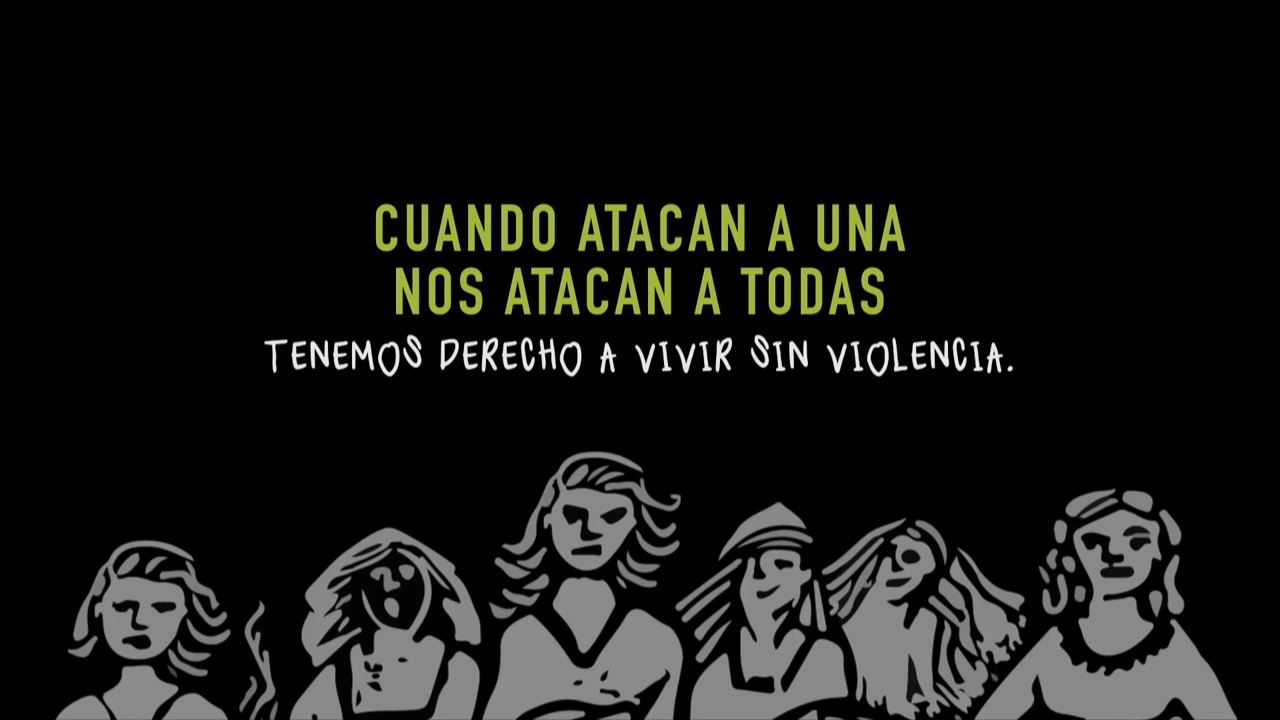 CUANDO ATACAN A UNA
NOS ATACAN A TODAS
TENEMOS DERECHO A VIVIR SIN VIOLENCIA.